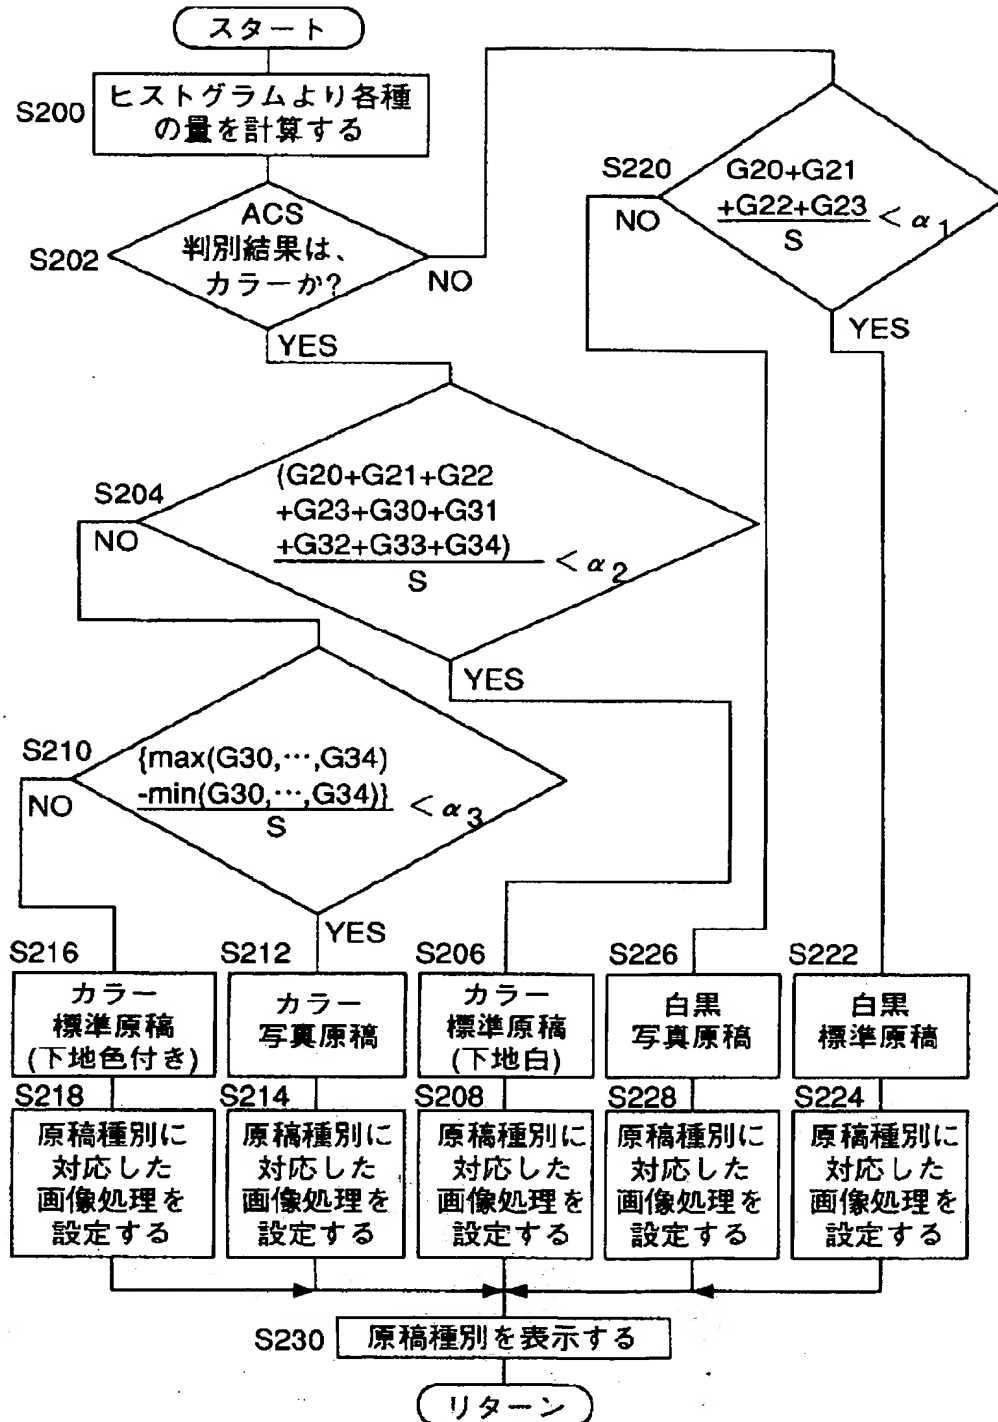 スタート
S200
ヒストグラムより各種
の量を計算する
S202
ACS
判別結果は、
カラーか?
NO
YES
S220
G20+G21
+G22+G23
S
< α1
NO
YES
S204
(G20+G21+G22
+G23+G30+G31
+G32+G33+G34)
S
< α2
NO
YES
S210
{max(G30,…,G34)
-min(G30,…,G34)}
S
< α3
NO
YES
S216
カラー
標準原稿
(下地色付き)
S212
カラー
写真原稿
S206
カラー
標準原稿
(下地白)
S226
白黒
写真原稿
S222
白黒
標準原稿
S218
原稿種別に
対応した
画像処理を
設定する
S214
原稿種別に
対応した
画像処理を
設定する
S208
原稿種別に
対応した
画像処理を
設定する
S228
原稿種別に
対応した
画像処理を
設定する
S224
原稿種別に
対応した
画像処理を
設定する
S230
原稿種別を表示する
リターン